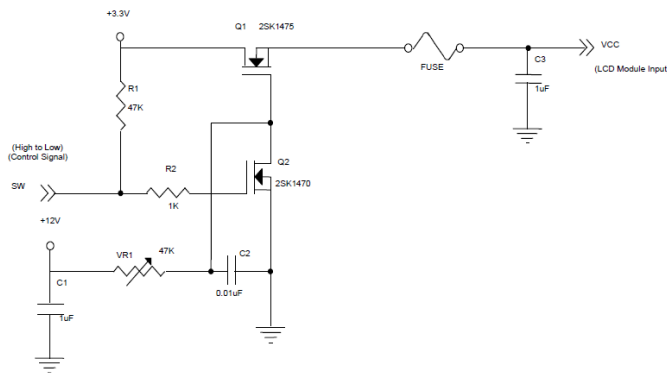 Q1 2SK1475
+3.3V
VCC
C3
FUSE
(LCD Module Input
R1
47K
1uF
(High to Low)
(Control Signal)
Q2
R2
2SK1470
SW
1K
+12V
47K
VR1
C2
C1
0.01uF
1uF